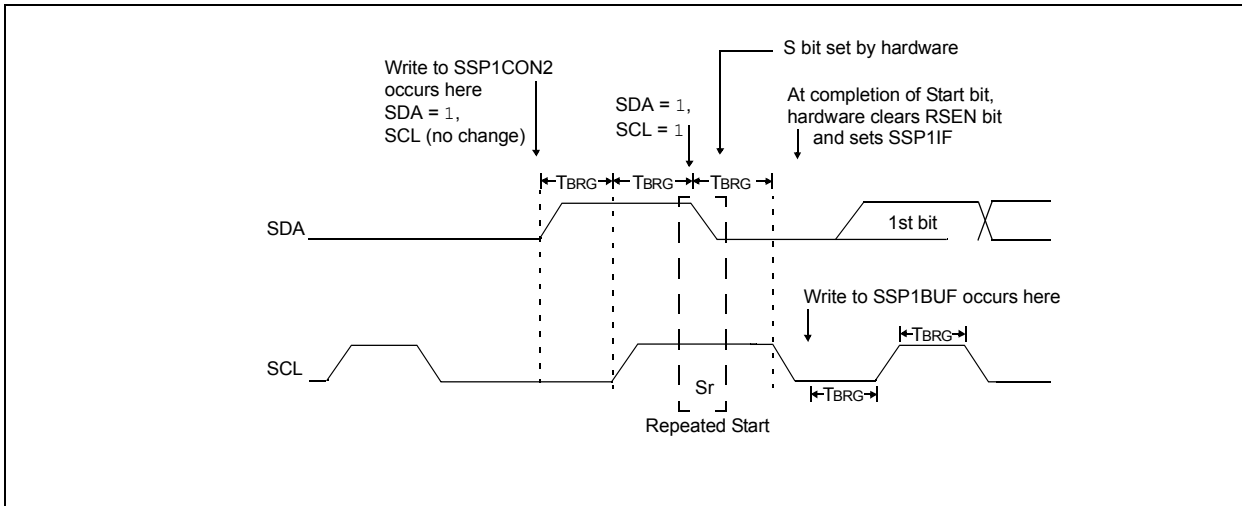 S bit set by hardware
Write to SSP1CON2
occurs here
SDA = 1,
SCL (no change)
SDA = 1,
SCL = 1
At completion of Start bit,
hardware clears RSEN bit
and sets SSP1IF
TBRG TBRG TBRG
SDA
1st bit
Write to SSP1BUF occurs here
TBRG
SCL
Sr
TBRG
Repeated Start